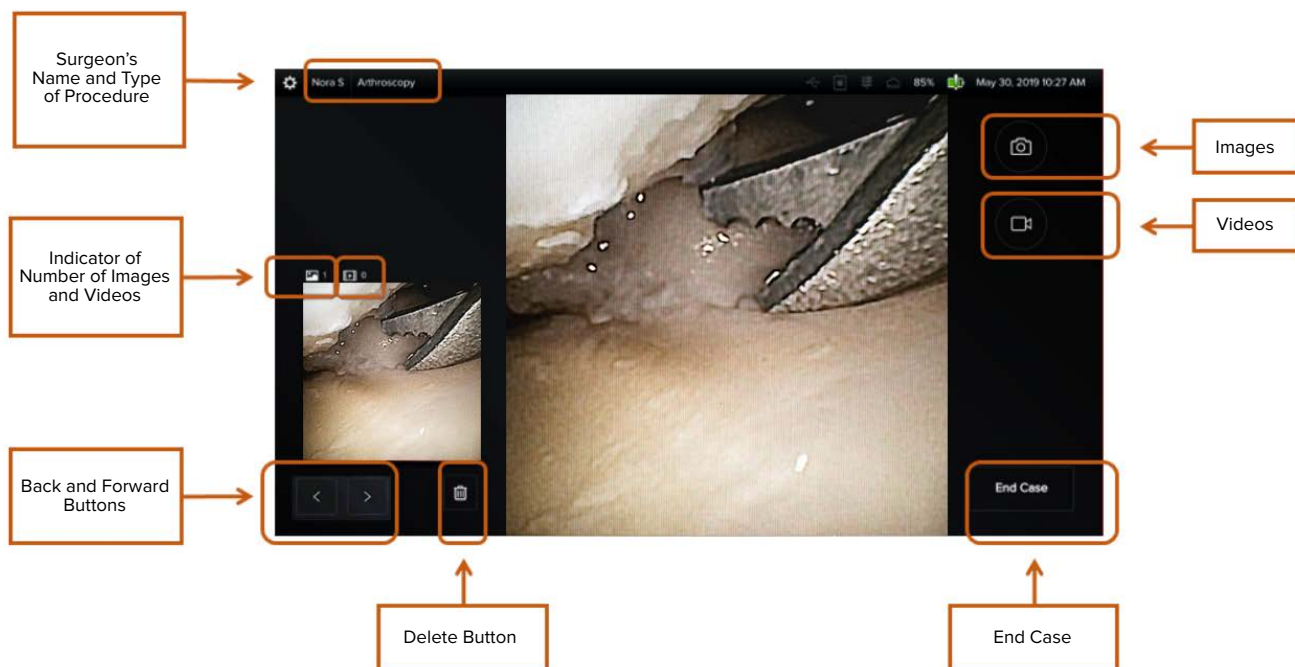 Surgeon’s
Name and Type
of Procedure
Nora S Arthroscopy
85%
May 30, 2019 10:27 AM
Images
Videos
Indicator of
Number of Images
and Videos
1 0
Back and Forward
Buttons
End Case
Delete Button
End Case